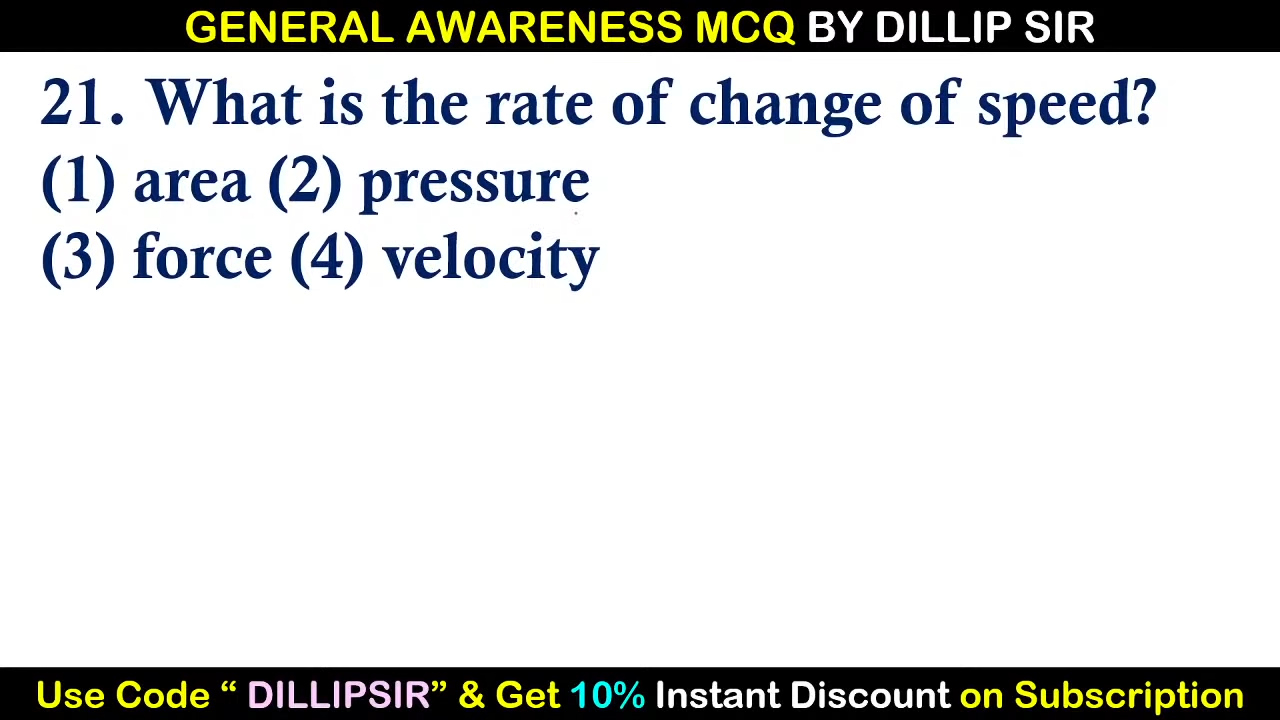 GENERAL AWARENESS MCQ BY DILLIP SIR
21. What is the rate of change of speed?
(1) area (2) pressure
(3) force (4) velocity
Use Code “ DILLIPSIR” & Get 10% Instant Discount on Subscription